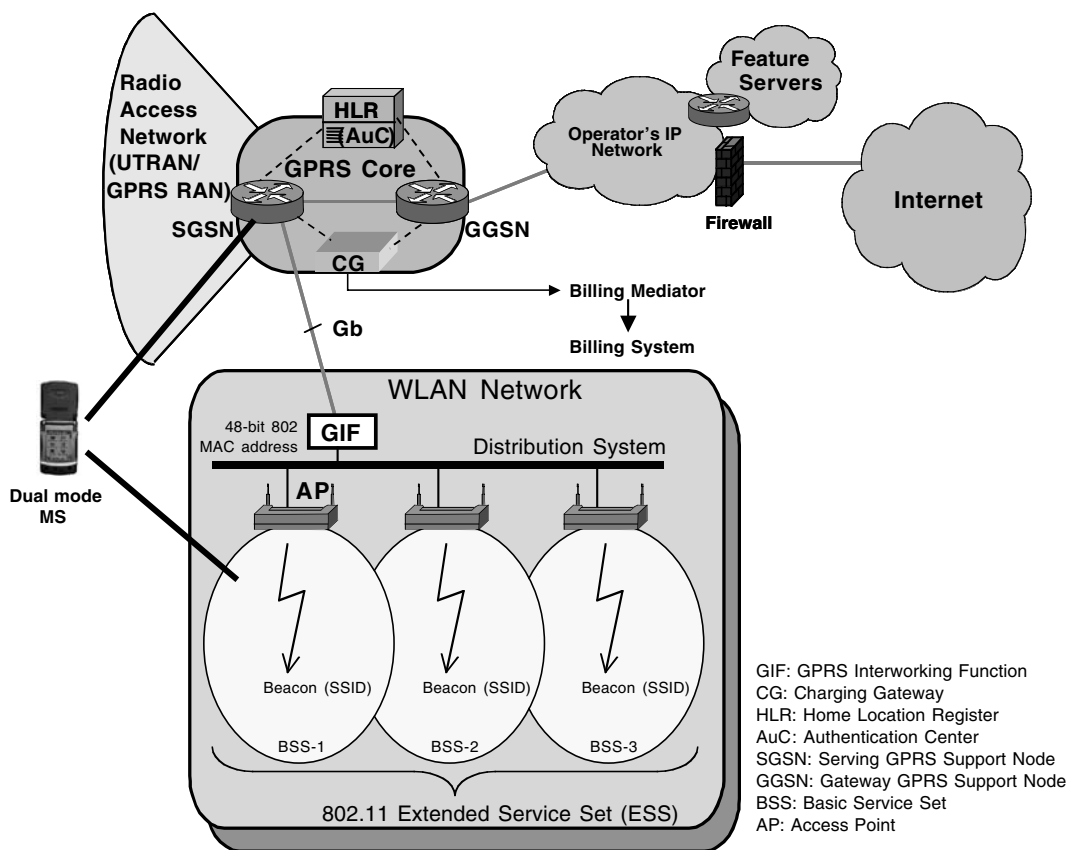 Radio
Access
Network
(UTRAN/
GPRS RAN)
HLR
(AuC)
GPRS Core
SGSN
GGSN
CG
Feature
Servers
Operator's IP
Network
Firewall
Internet
Billing Mediator
Billing System
Gb
Dual mode
MS
WLAN Network
48-bit 802
MAC address
GIF
Distribution System
AP
Beacon (SSID)
Beacon (SSID)
Beacon (SSID)
BSS-1
BSS-2
BSS-3
802.11 Extended Service Set (ESS)
GIF: GPRS Interworking Function
CG: Charging Gateway
HLR: Home Location Register
AuC: Authentication Center
SGSN: Serving GPRS Support Node
GGSN: Gateway GPRS Support Node
BSS: Basic Service Set
AP: Access Point